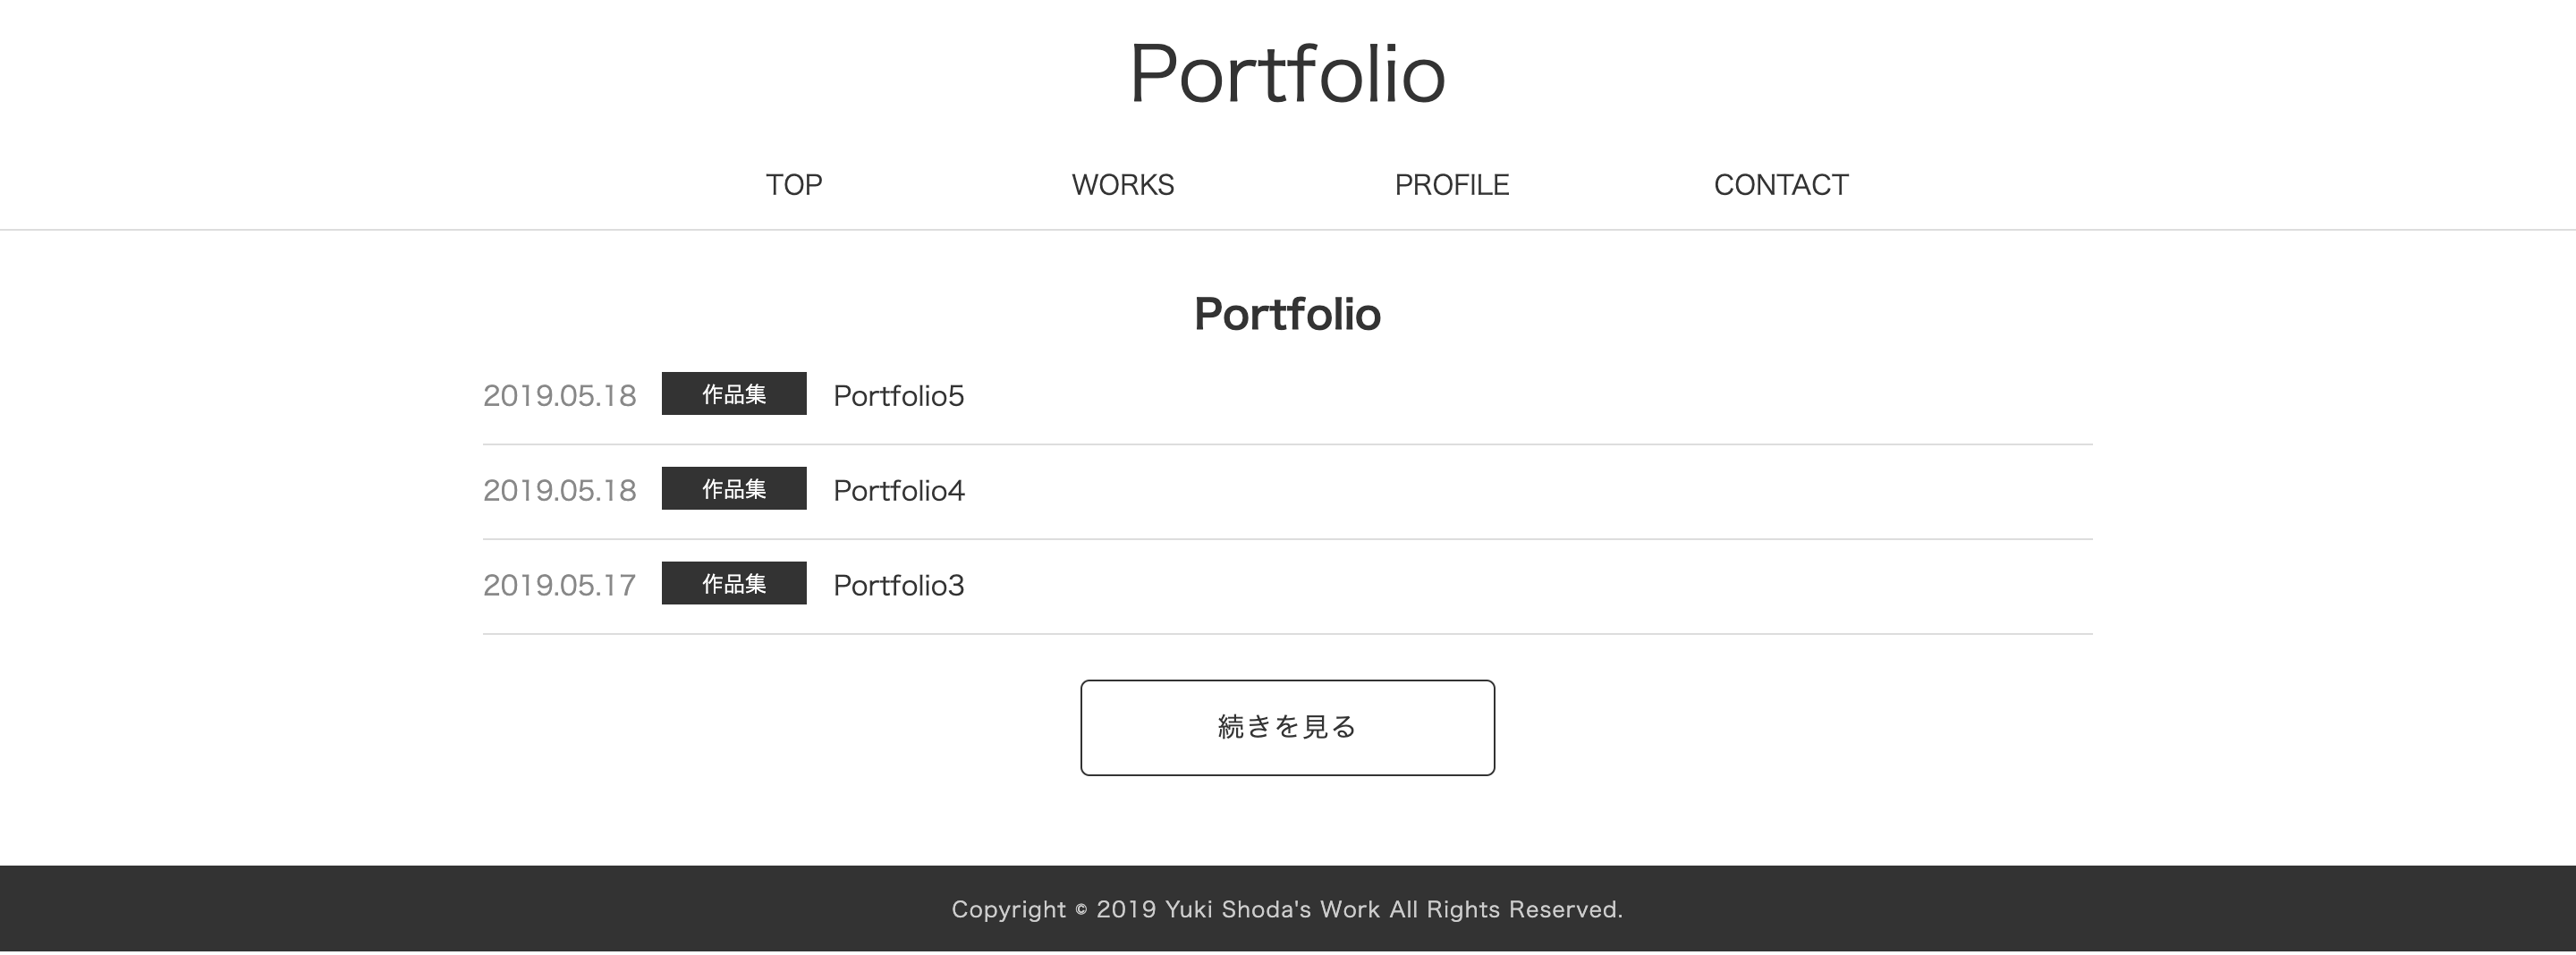 Portfolio
TOP WORKS PROFILE CONTACT
Portfolio
2019.05.18 作品集 Portfolio5
2019.05.18 作品集 Portfolio4
2019.05.17 作品集 Portfolio3
続きを見る
Copyright © 2019 Yuki Shoda's Work All Rights Reserved.